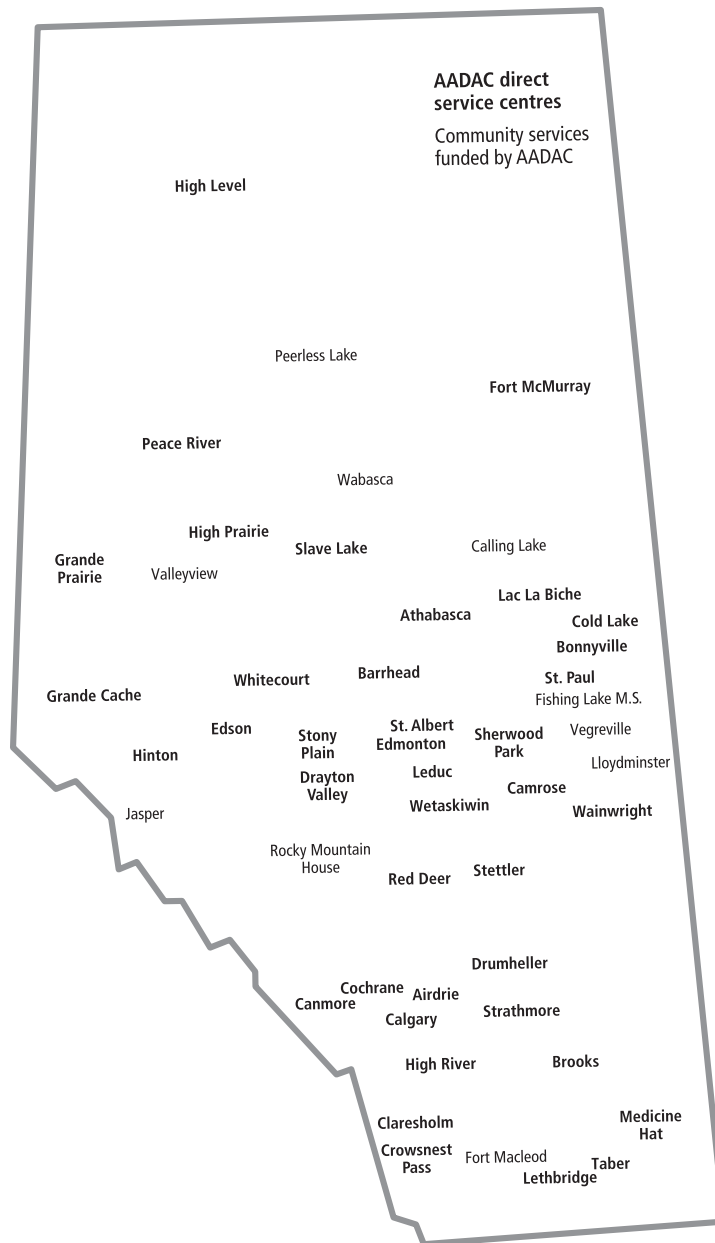 AADAC direct
service centres
Community services
funded by AADAC
High Level
Peerless Lake
Fort McMurray
Peace River
Wabasca
High Prairie
Slave Lake
Calling Lake
Grande
Prairie
Valleyview
Lac La Biche
Athabasca
Cold Lake
Bonnyville
Barrhead
Whitecourt
St. Paul
Grande Cache
Fishing Lake M.S.
Edson
St. Albert
Stony
Plain
Edmonton
Sherwood
Park
Vegreville
Hinton
Lloydminster
Drayton
Valley
Leduc
Camrose
Wetaskiwin
Wainwright
Jasper
Rocky Mountain
House
Red Deer
Stettler
Drumheller
Cochrane
Airdrie
Canmore
Calgary
Strathmore
High River
Brooks
Claresholm
Medicine
Hat
Crowsnest
Pass
Fort Macleod
Taber
Lethbridge